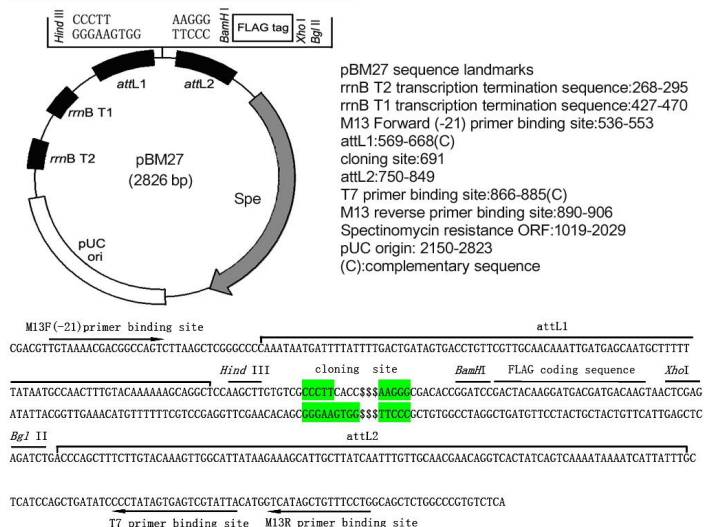 Hind III CCCTT AAGGG BamH I FLAG tag Xho I Bgl II
GGGAAGTGG TTCCC
attL1 attL2
rrnB T1
rrnB T2
pBM27
(2826 bp)
Spe
pUC
ori
pBM27 sequence landmarks
rrnB T2 transcription termination sequence:268-295
rrnB T1 transcription termination sequence:427-470
M13 Forward (-21) primer binding site:536-553
attL1:569-668(C)
cloning site:691
attL2:750-849
T7 primer binding site:866-885(C)
M13 reverse primer binding site:890-906
Spectinomycin resistance ORF:1019-2029
pUC origin: 2150-2823
(C):complementary sequence
M13F(-21)primer binding site attL1
CGACGTTGTAAAACGACGGCCAGTCTTAAGCTCGGGCCCCAAATAATGATTTTATTTTGACTGATAGTGACCTGTTCGTTGCAACAAATTGATGAGCAATGCTTTTT
Hind III cloning site BamHI FLAG coding sequence XhoI
TATAATGCCAACTTTGTACAAAAAAGCAGGCTCCAAGCTTGTGTCGCCCTTCACC$$$AAGGGCGACACCGGATCCGACTACAAGGATGACGATGACAAGTAACTCGAG
ATATTACGGTTGAAACATGTTTTTTCGTCCGAGGTTCGAACACAGCGGGAAGTGG$$$TTCCCGCTGTGGCCTAGGCTGATGTTCCTACTGCTACTGTTCATTGAGCTC
Bgl II attL2
AGATCTGACCCAGCTTTCTTGTACAAAGTTGGCATTATAAGAAAGCATTGCTTATCAATTTGTTGCAACGAACAGGTCACTATCAGTCAAAATAAAATCATTATTTGC
TCATCCAGCTGATATCCCCTATAGTGAGTCGTATTACATGGTCATAGCTGTTTCCTGGCAGCTCTGGCCCGTGTCTCA
T7 primer binding site M13R primer binding site